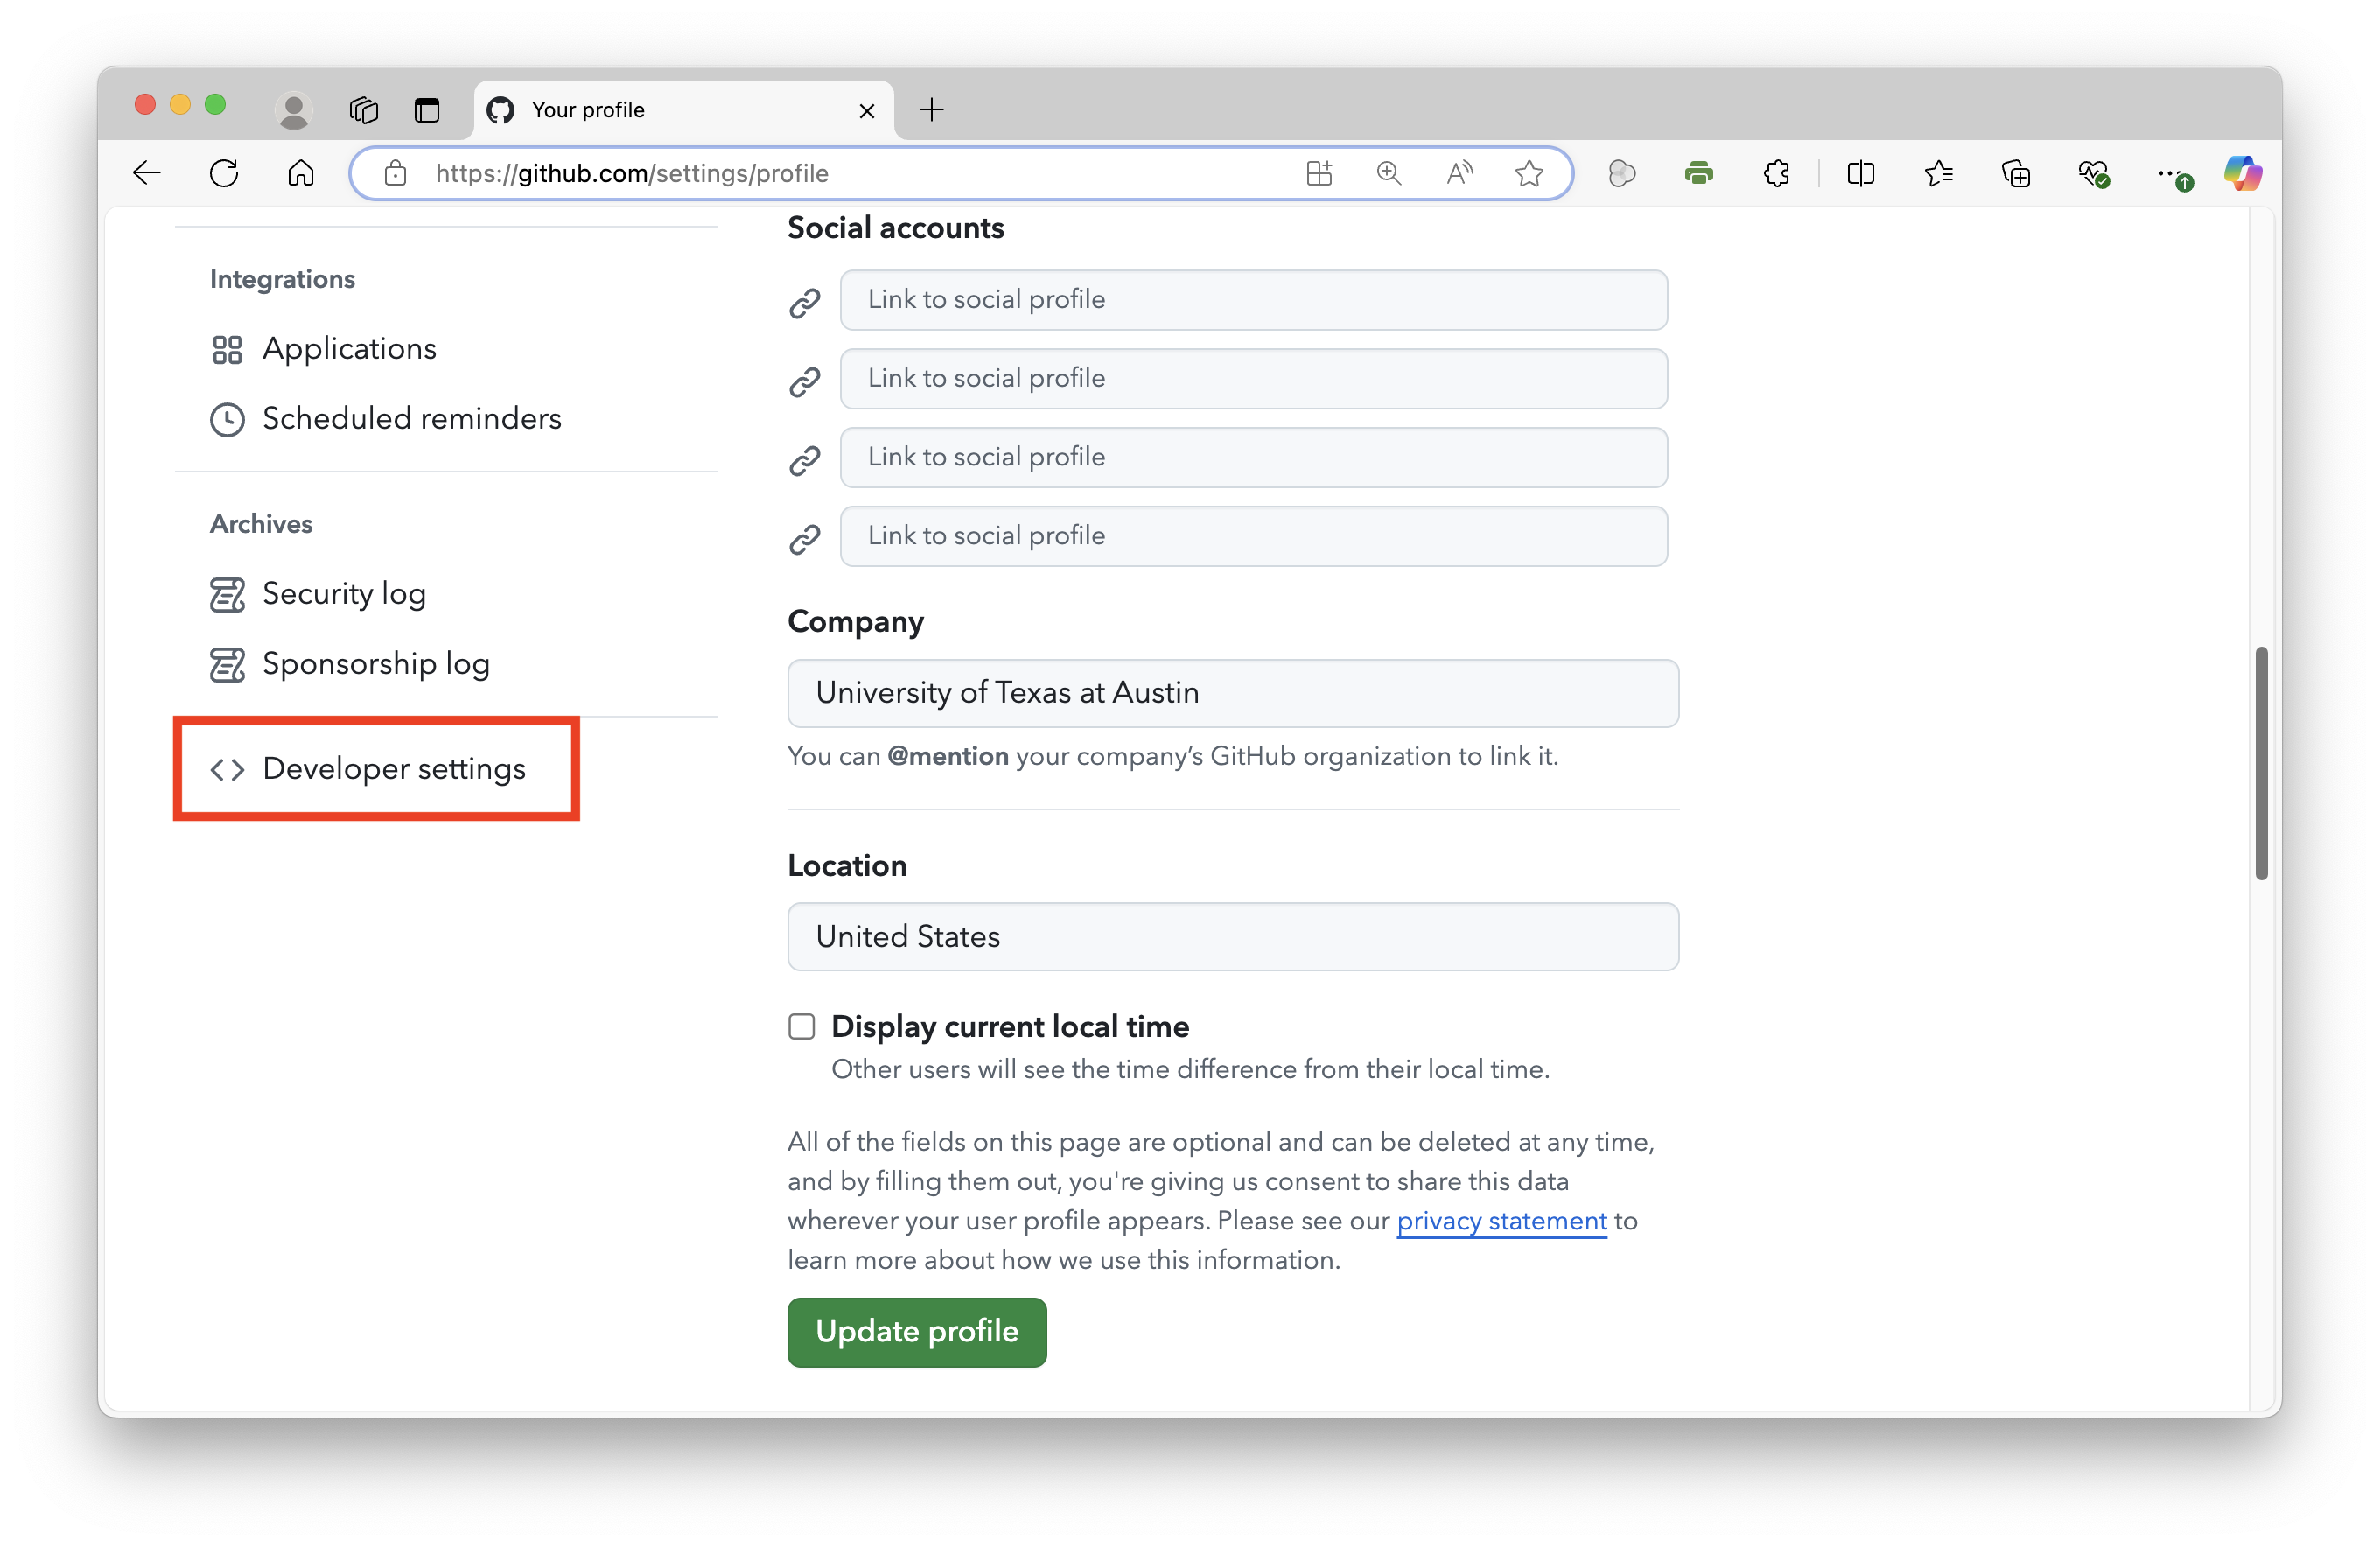 Your profile
https://github.com/settings/profile
Integrations
Applications
Scheduled reminders
Archives
Security log
Sponsorship log
Developer settings
Social accounts
Link to social profile
Link to social profile
Link to social profile
Link to social profile
Company
University of Texas at Austin
You can @mention your company’s GitHub organization to link it.
Location
United States
Display current local time
Other users will see the time difference from their local time.
All of the fields on this page are optional and can be deleted at any time,
and by filling them out, you're giving us consent to share this data
wherever your user profile appears. Please see our privacy statement to
learn more about how we use this information.
Update profile